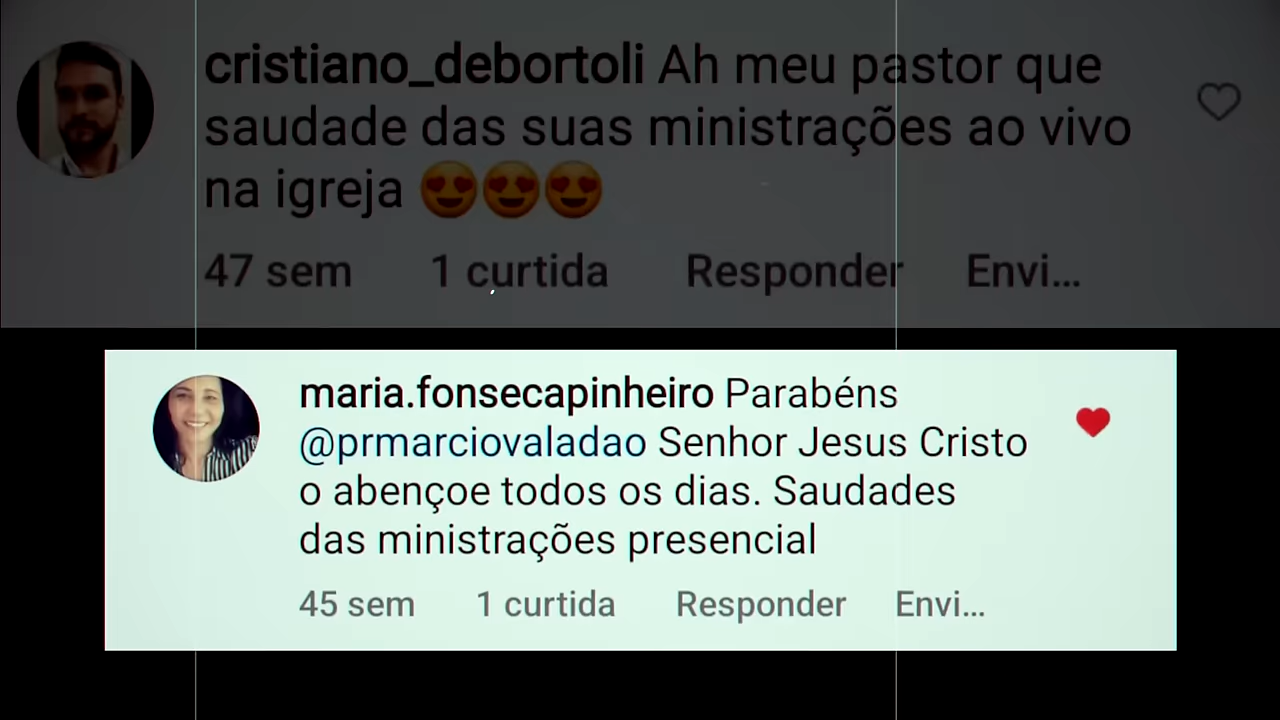 cristiano_debortoli Ah meu pastor que
saudade das suas ministrações ao vivo
na igreja 😍😍😍
47 sem 1 curtida Responder Envi...
maria.fonsecapinheiro Parabéns
@prmarciovaladao Senhor Jesus Cristo
o abençoe todos os dias. Saudades
das ministrações presencial
45 sem 1 curtida Responder Envi...